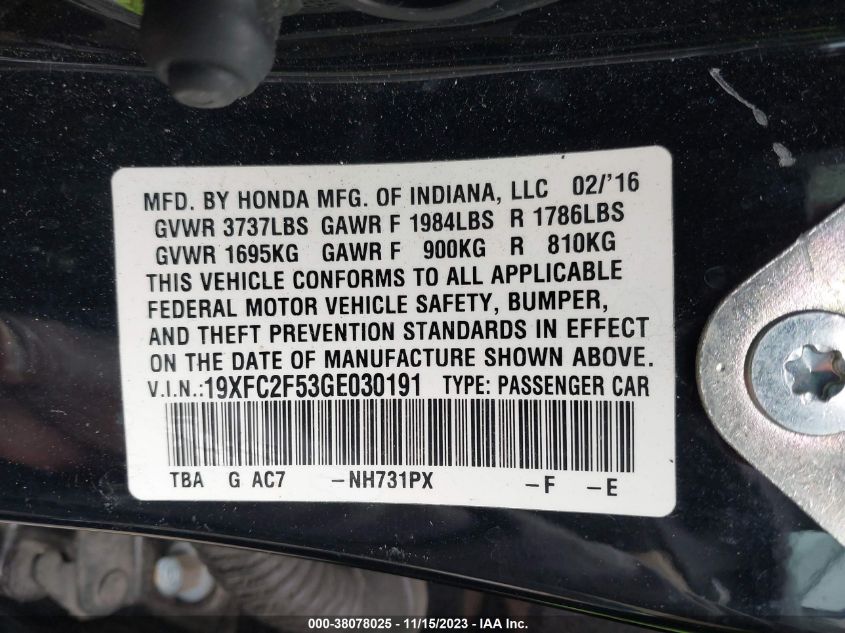 MFD. BY HONDA MFG. OF INDIANA, LLC 02/'16
GVWR 3737LBS GAWR F 1984LBS R 1786LBS
GVWR 1695KG GAWR F 900KG R 810KG
THIS VEHICLE CONFORMS TO ALL APPLICABLE
FEDERAL MOTOR VEHICLE SAFETY, BUMPER,
AND THEFT PREVENTION STANDARDS IN EFFECT
ON THE DATE OF MANUFACTURE SHOWN ABOVE.
V.I.N.:19XFC2F53GE030191 TYPE: PASSENGER CAR
TBA G AC7 -NH731PX -F -E
000-38078025 - 11/15/2023 - IAA Inc.